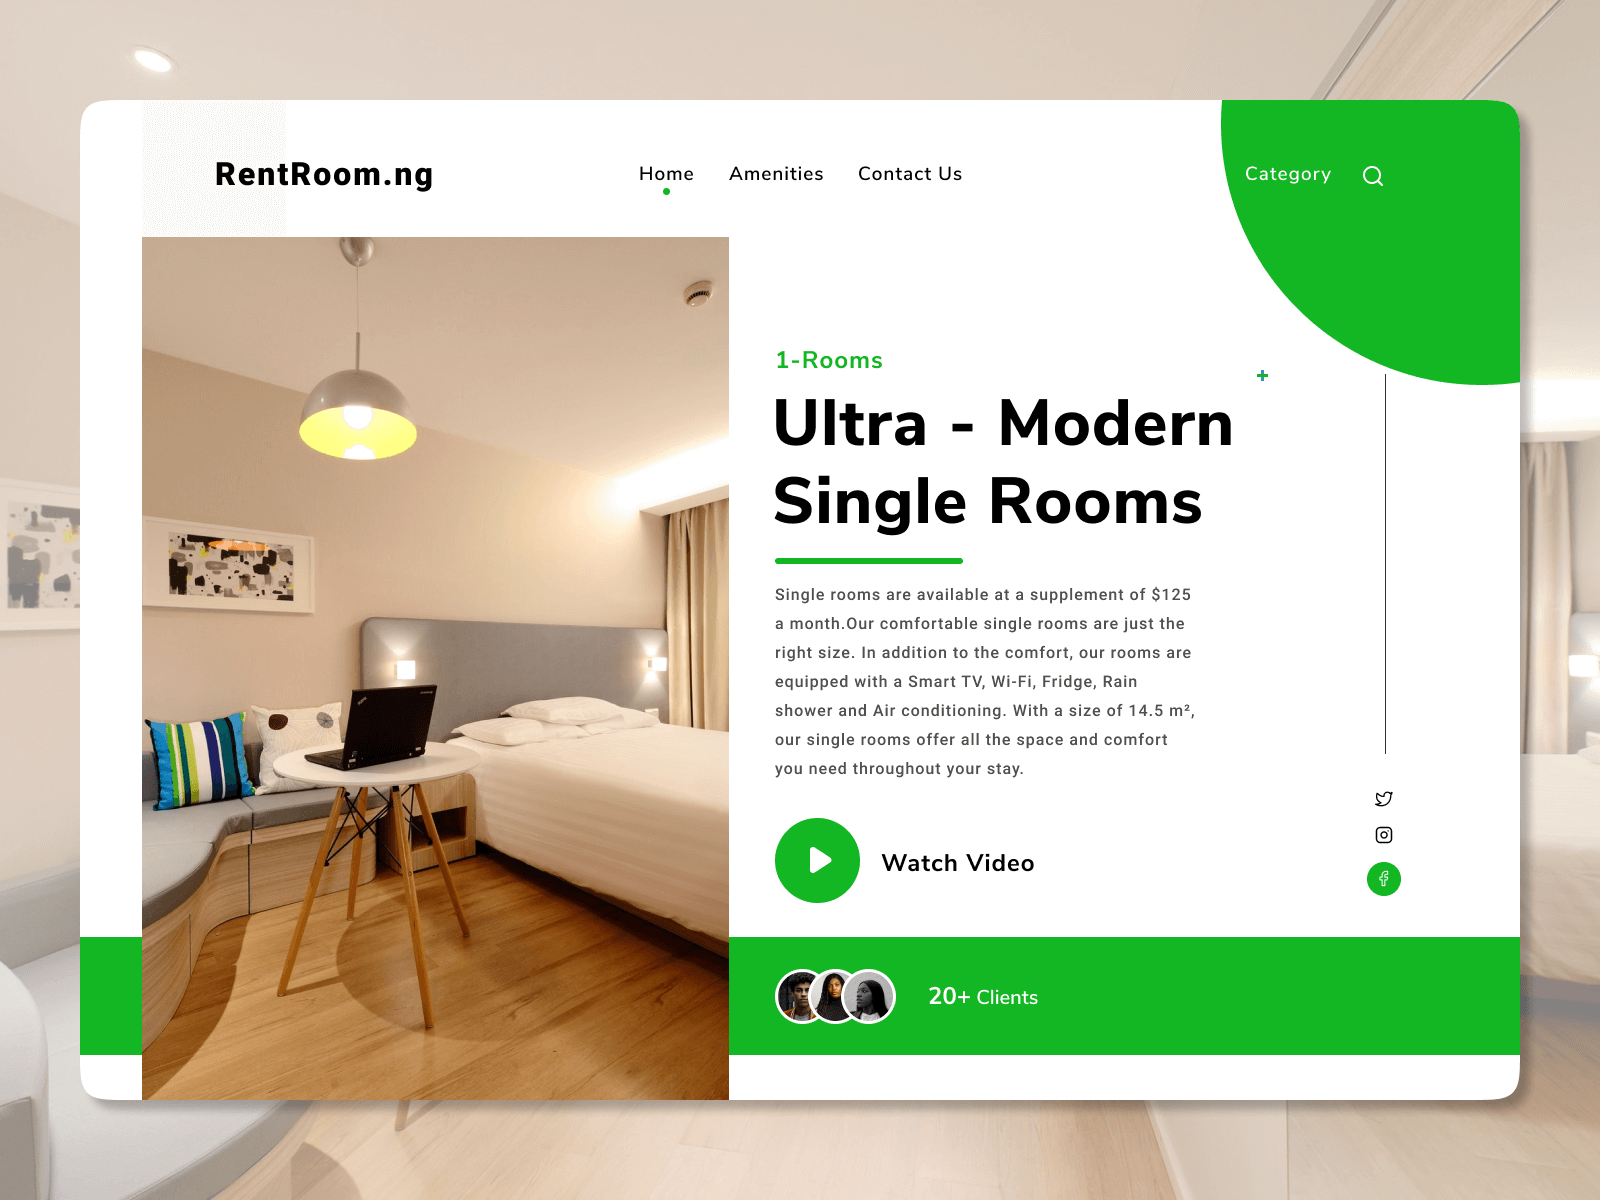 RentRoom.ng
Home
Amenities
Contact Us
Category
1-Rooms
Ultra - Modern
Single Rooms
Single rooms are available at a supplement of $125
a month.Our comfortable single rooms are just the
right size. In addition to the comfort, our rooms are
equipped with a Smart TV, Wi-Fi, Fridge, Rain
shower and Air conditioning. With a size of 14.5 m²,
our single rooms offer all the space and comfort
you need throughout your stay.
Watch Video
20+ Clients